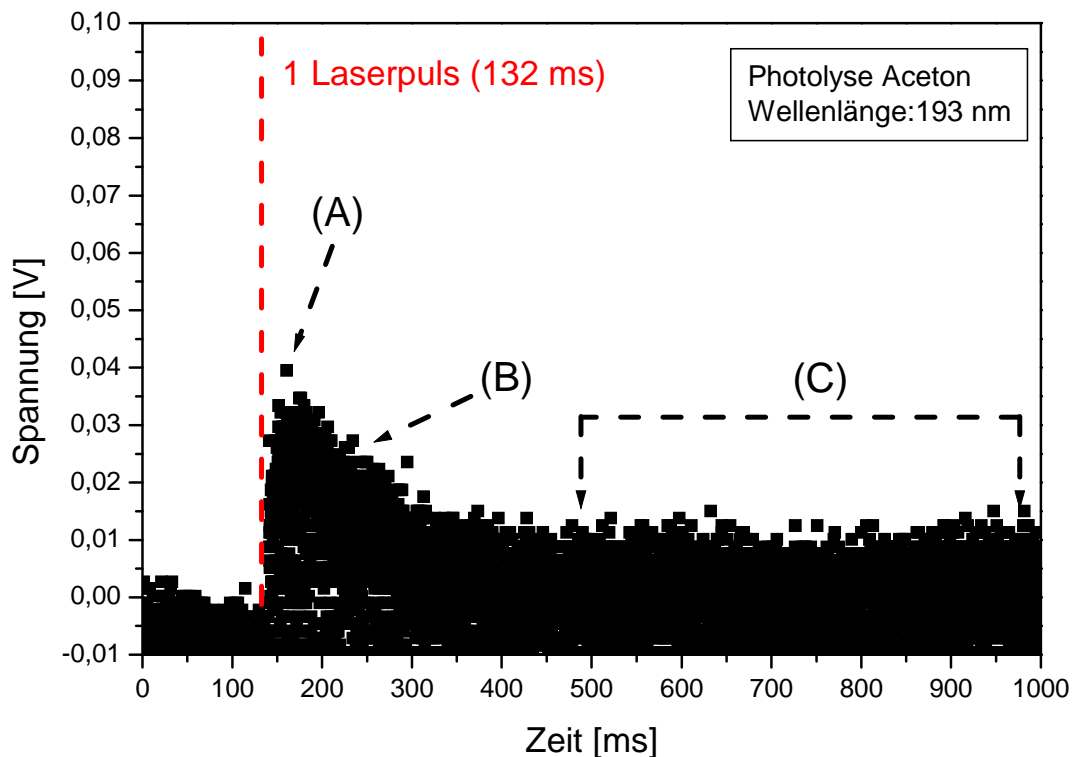 0,10
0,09
0,08
0,07
0,06
0,05
0,04
0,03
0,02
0,01
0,00
-0,01
Spannung [V]
1 Laserpuls (132 ms)
Photolyse Aceton
Wellenlänge:193 nm
(A)
(B)
(C)
0 100 200 300 400 500 600 700 800 900 1000
Zeit [ms]